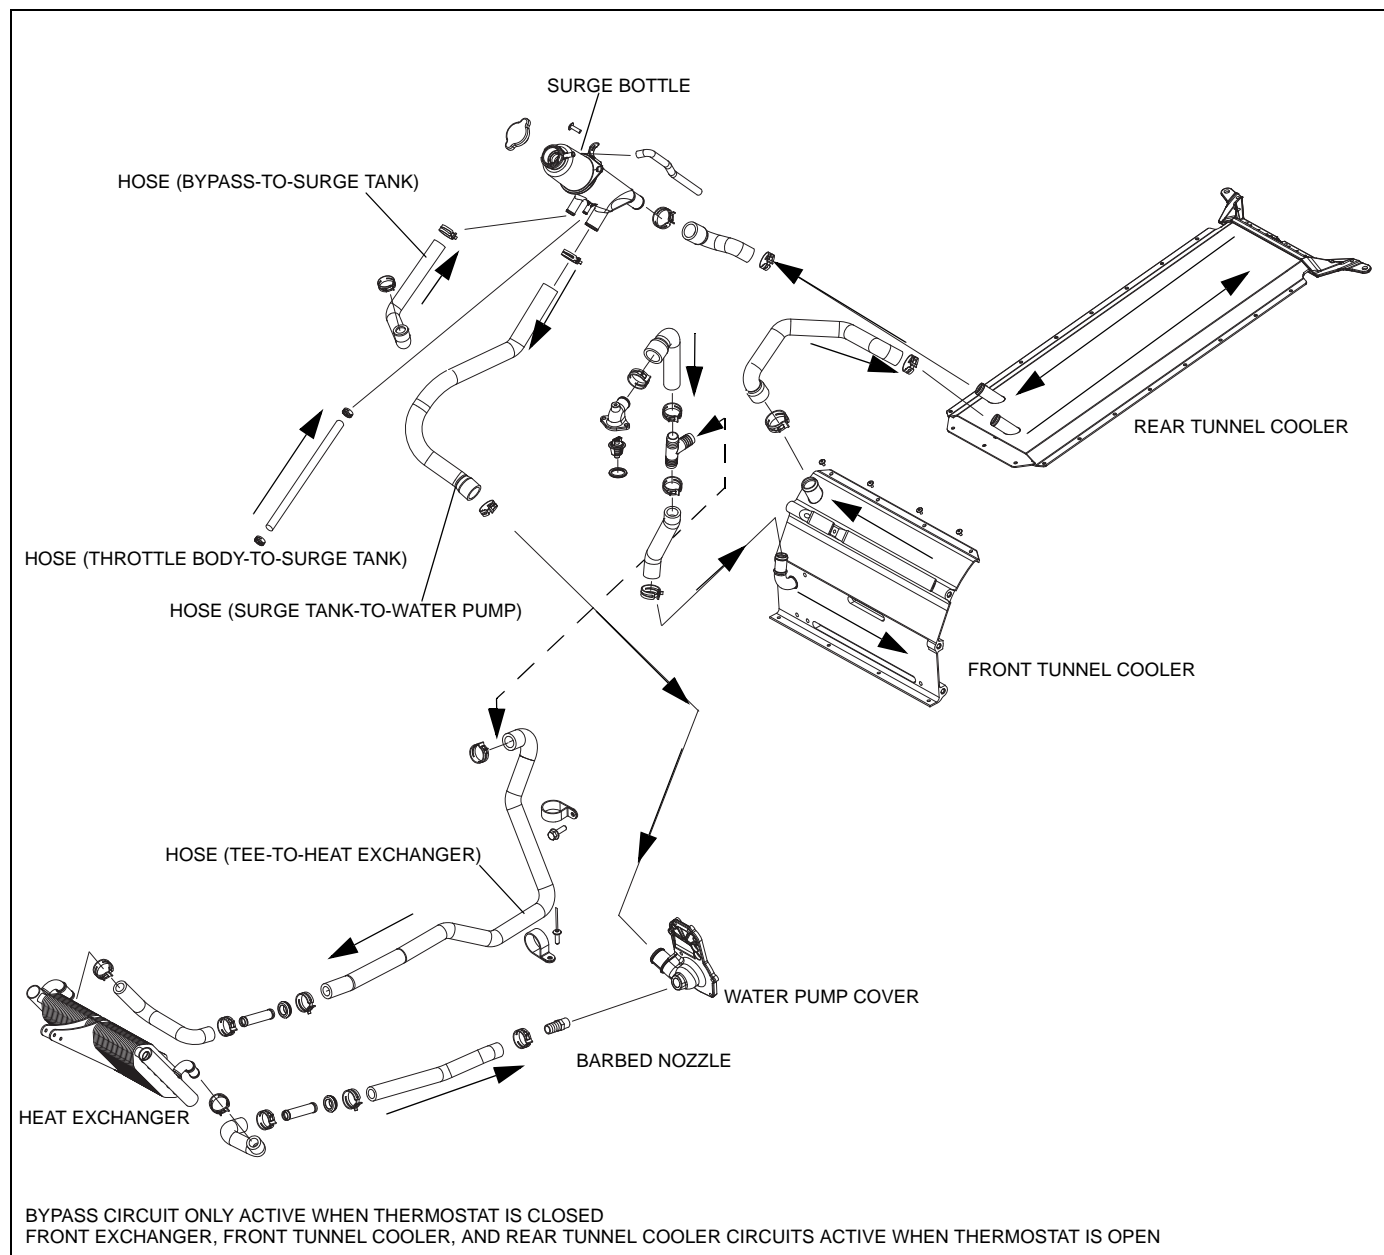 SURGE BOTTLE
HOSE (BYPASS-TO-SURGE TANK)
REAR TUNNEL COOLER
HOSE (THROTTLE BODY-TO-SURGE TANK)
HOSE (SURGE TANK-TO-WATER PUMP)
FRONT TUNNEL COOLER
HOSE (TEE-TO-HEAT EXCHANGER)
WATER PUMP COVER
BARBED NOZZLE
HEAT EXCHANGER
BYPASS CIRCUIT ONLY ACTIVE WHEN THERMOSTAT IS CLOSED
FRONT EXCHANGER, FRONT TUNNEL COOLER, AND REAR TUNNEL COOLER CIRCUITS ACTIVE WHEN THERMOSTAT IS OPEN